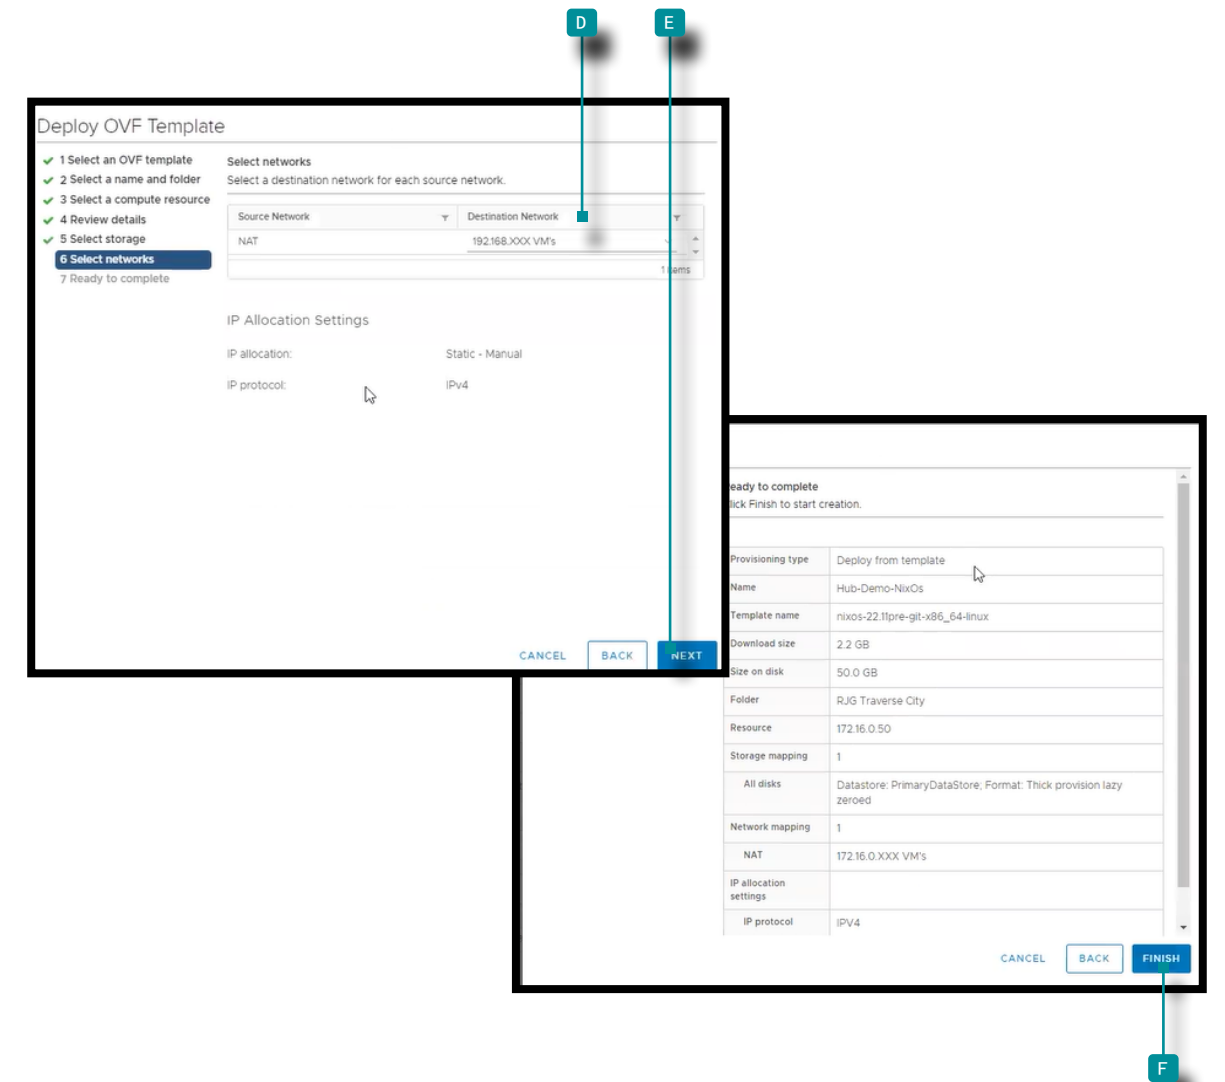 D E
Deploy OVF Template
1 Select an OVF template
2 Select a name and folder
3 Select a compute resource
4 Review details
5 Select storage
6 Select networks
7 Ready to complete
Select networks
Select a destination network for each source network.
Source Network Destination Network
NAT 192.168.XXX VM's
1 items
IP Allocation Settings
IP allocation: Static - Manual
IP protocol: IPv4
CANCEL BACK NEXT
eady to complete
lick Finish to start creation.
Provisioning type Deploy from template
Name Hub-Demo-NixOs
Template name nixos-22.11pre-git-x86_64-linux
Download size 2.2 GB
Size on disk 50.0 GB
Folder RJG Traverse City
Resource 172.16.0.50
Storage mapping 1
All disks Datastore: PrimaryDataStore; Format: Thick provision lazy
zeroed
Network mapping 1
NAT 172.16.0.XXX VM's
IP allocation
settings
IP protocol IPV4
CANCEL BACK FINISH
F